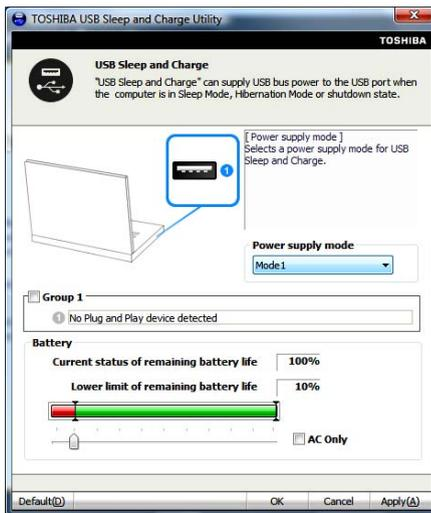 TOSHIBA USB Sleep and Charge Utility
TOSHIBA
USB Sleep and Charge
"USB Sleep and Charge" can supply USB bus power to the USB port when
the computer is in Sleep Mode, Hibernation Mode or shutdown state.
[ Power supply mode ]
Selects a power supply mode for USB
Sleep and Charge.
1
Power supply mode
Mode1
Group 1
1 No Plug and Play device detected
Battery
Current status of remaining battery life 100%
Lower limit of remaining battery life 10%
AC Only
Default(D) OK Cancel Apply(A)